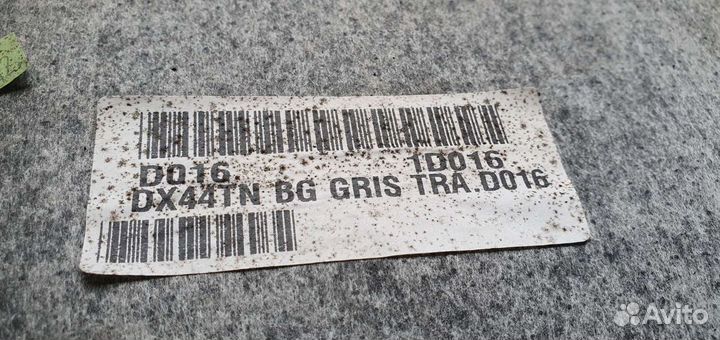 D016 1D016
DX44TN BG GRIS TRA.D016
Avito